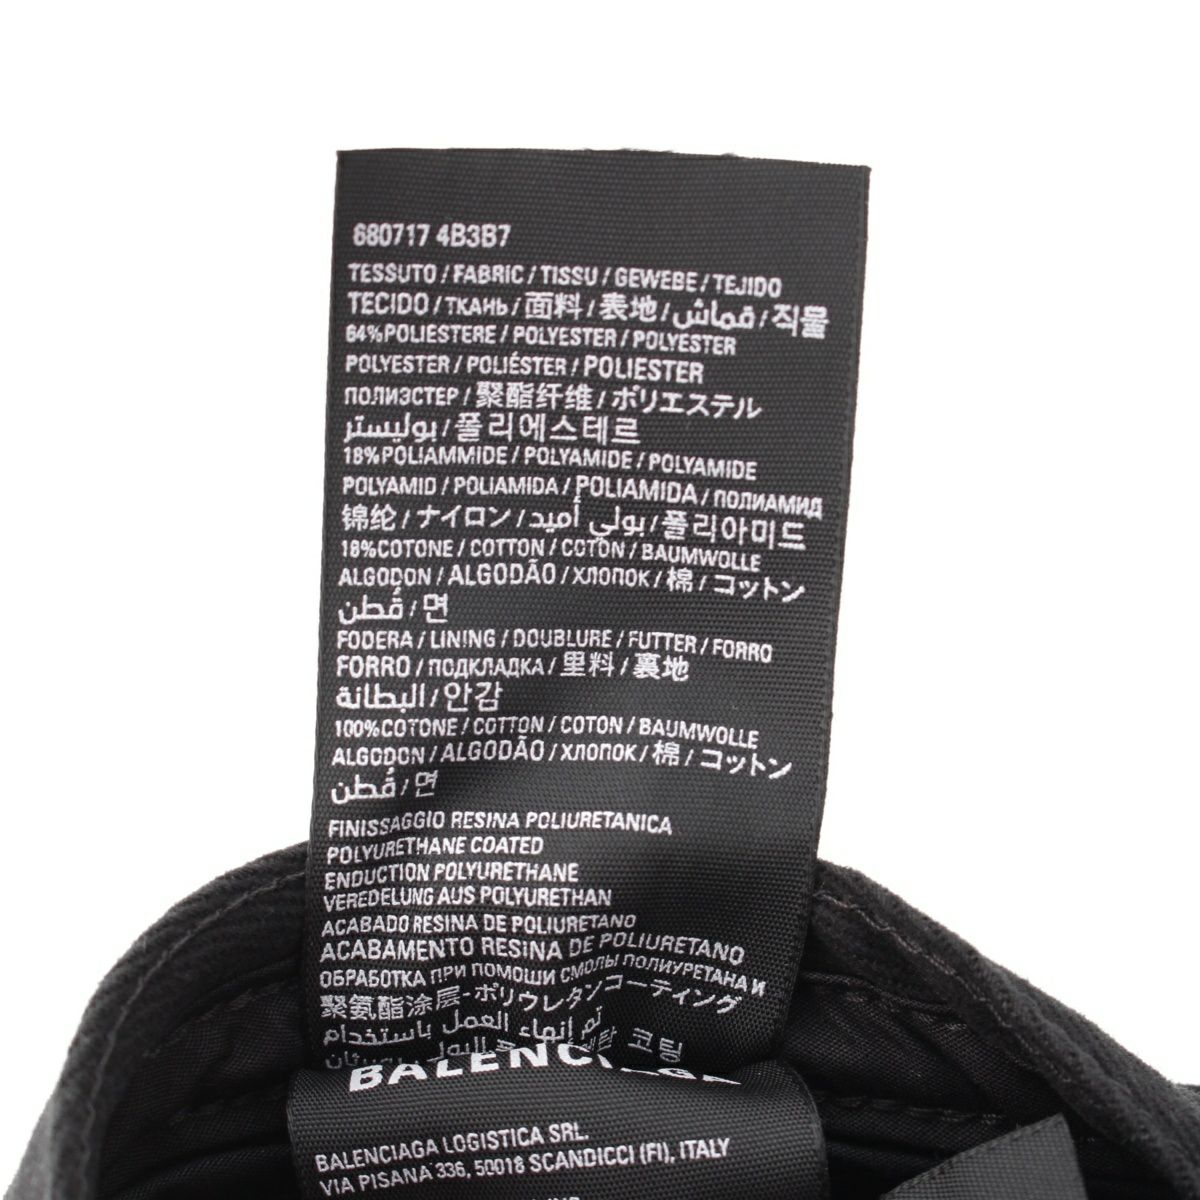 680717 4B3B7
TESSUTO / FABRIC / TISSU / GEWEBE / TEJIDO
TECIDO / ТКАНЬ / 面料 / 表地 / قماش / 직물
64%POLIESTERE / POLYESTER / POLYESTER
POLYESTER / POLIÉSTER / POLIESTER
ПОЛИЭСТЕР / 聚酯纤维 / ポリエステル
بوليستر / 폴리에스테르
18%POLIAMMIDE / POLYAMIDE / POLYAMIDE
POLYAMID / POLIAMIDA / POLIAMIDA / ПОЛИАМИД
锦纶 / ナイロン / بولي أميد / 폴리아미드
18%COTONE / COTTON / COTON / BAUMWOLLE
ALGODON / ALGODÃO / ХЛОПОК / 棉 / コットン
قُطن / 면
FODERA / LINING / DOUBLURE / FUTTER / FORRO
FORRO / ПОДКЛАДКА / 里料 / 裏地
البطانة / 안감
100%COTONE / COTTON / COTON / BAUMWOLLE
ALGODON / ALGODÃO / ХЛОПОК / 棉 / コットン
قُطن / 면
FINISSAGGIO RESINA POLIURETANICA
POLYURETHANE COATED
ENDUCTION POLYURETHANE
VEREDELUNG AUS POLYURETHAN
ACABADO RESINA DE POLIURETANO
ACABAMENTO RESINA DE POLIURETANO
ОБРАБОТКА ПРИ ПОМОШИ СМОЛЫ ПОЛИУРЕТАНА И
聚氨酯涂层-ポリウレタンコーティング
تم إنهاء العمل باستخدام
코팅
BALENCIAGA
BALENCIAGA LOGISTICA SRL.
VIA PISANA 336, 50018 SCANDICCI (FI), ITALY